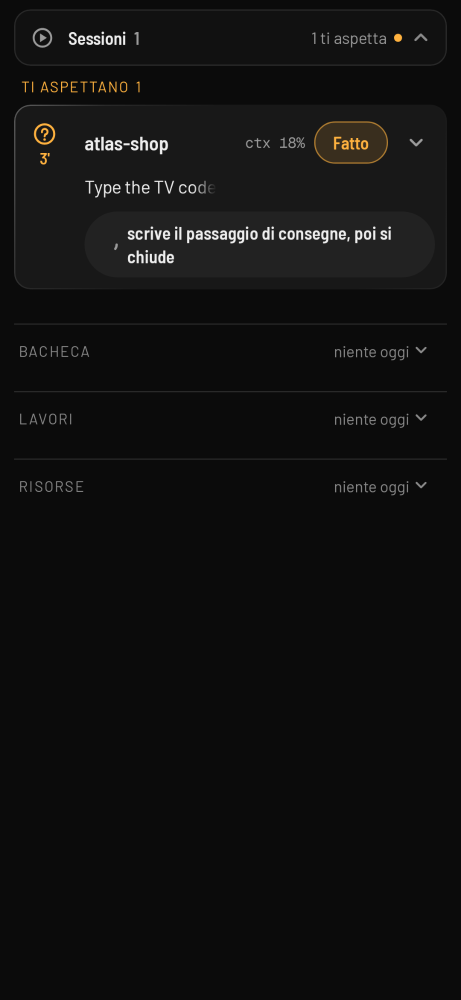 Sessioni 1
1 ti aspetta
TI ASPETTANO 1
atlas-shop
ctx 18%
Fatto
3'
Type the TV code
scrive il passaggio di consegne, poi si
chiude
BACHECA
niente oggi
LAVORI
niente oggi
RISORSE
niente oggi